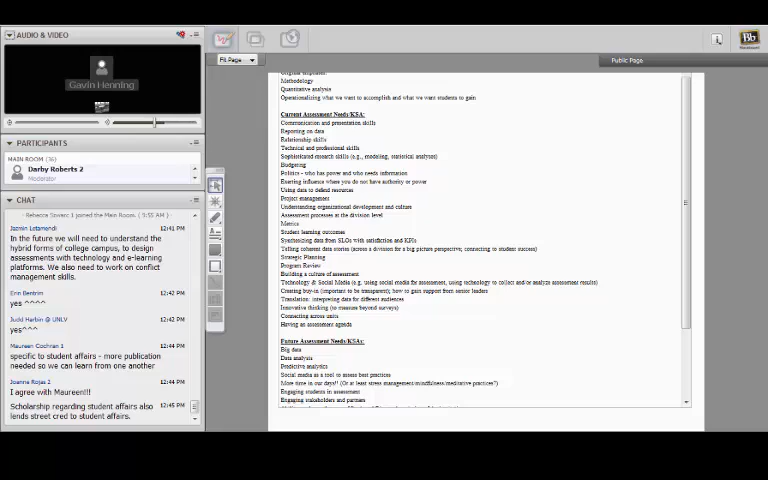 AUDIO & VIDEO
Gavin Henning
PARTICIPANTS
MAIN ROOM (36)
Darby Roberts 2
Moderator
CHAT
- Rebecca Sowers 1 joined the Main Room. ( 5:55 AM ) -
Jazmin Letamendi 12:41 PM
In the future we will need to understand the
hybrid forms of college campus, to design
assessments with technology and e-learning
platforms. We also need to work on conflict
management skills.
Erin Bentrim 12:42 PM
yes ^^^^
Judd Harbin @ UNLV 12:42 PM
yes^^^
Maureen Cochran 1 12:44 PM
specific to student affairs - more publication
needed so we can learn from one another
Joanna Rojas 2 12:44 PM
I agree with Maureen!!!
Scholarship regarding student affairs also 12:45 PM
lends street cred to student affairs.
Fit Page
Public Page
Bb
Original emphasis:
Methodology
Quantitative analysis
Operationalizing what we want to accomplish and what we want students to gain
Current Assessment Needs/KSA:
Communication and presentation skills
Reporting on data
Relationship skills
Technical and professional skills
Sophisticated research skills (e.g., modeling, statistical analyses)
Budgeting
Politics - who has power and who needs information
Exerting influence where you do not have authority or power
Using data to defend resources
Project management
Understanding organizational development and culture
Assessment processes at the division level
Metrics
Student learning outcomes
Synthesizing data from SLOs with satisfaction and KPIs
Telling coherent data stories (across a division for a big picture perspective; connecting to student success)
Strategic Planning
Program Review
Building a culture of assessment
Technology & Social Media (e.g. using social media for assessment, using technology to collect and/or analyze assessment results)
Creating buy-in (important to be transparent); how to gain support from senior leaders
Translation: interpreting data for different audiences
Innovative thinking (to measure beyond surveys)
Connecting across units
Having an assessment agenda
Future Assessment Needs/KSAs:
Big data
Data analysis
Predictive analytics
Social media as a tool to assess best practices
More time in our days!! (Or at least stress management/mindfulness/meditative practices?)
Engaging students in assessment
Engaging stakeholders and partners